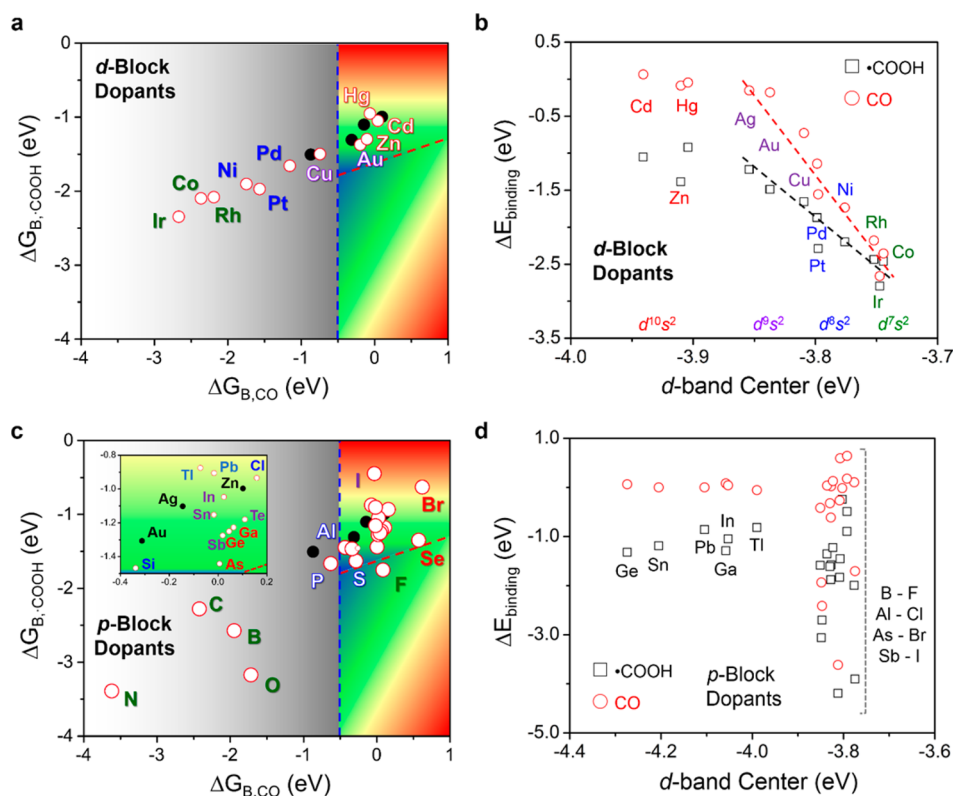 a
0
-1
-2
-3
-4
ΔG_B,·COOH (eV)
d-Block
Dopants
Hg
Cd
Zn
Au
Cu
Pd
Ni
Pt
Co
Rh
Ir
-4
-3
-2
-1
0
1
ΔG_B,CO (eV)
b
0.5
-0.5
-1.5
-2.5
-3.5
ΔE_binding (eV)
•COOH
CO
Cd
Hg
Zn
Ag
Au
Cu
Ni
Pd
Pt
Rh
Co
Ir
d-Block
Dopants
d¹⁰s²
d⁹s²
d⁸s²
d⁷s²
-4.0
-3.9
-3.8
-3.7
d-band Center (eV)
c
0
-1
-2
-3
-4
ΔG_B,·COOH (eV)
-0.8
-1.0
-1.2
-1.4
Tl
Pb
Cl
Zn
Ag
In
Sn
Te
Au
Sb
Ga
Ge
Si
As
-0.4
-0.2
0.0
0.2
I
Br
Al
Se
P
S
F
C
B
O
N
p-Block
Dopants
-4
-3
-2
-1
0
1
ΔG_B,CO (eV)
d
1.0
-1.0
-3.0
-5.0
ΔE_binding (eV)
Ge
Sn
Pb
In
Ga
Tl
B - F
Al - Cl
As - Br
Sb - I
•COOH
CO
p-Block
Dopants
-4.4
-4.2
-4.0
-3.8
-3.6
d-band Center (eV)